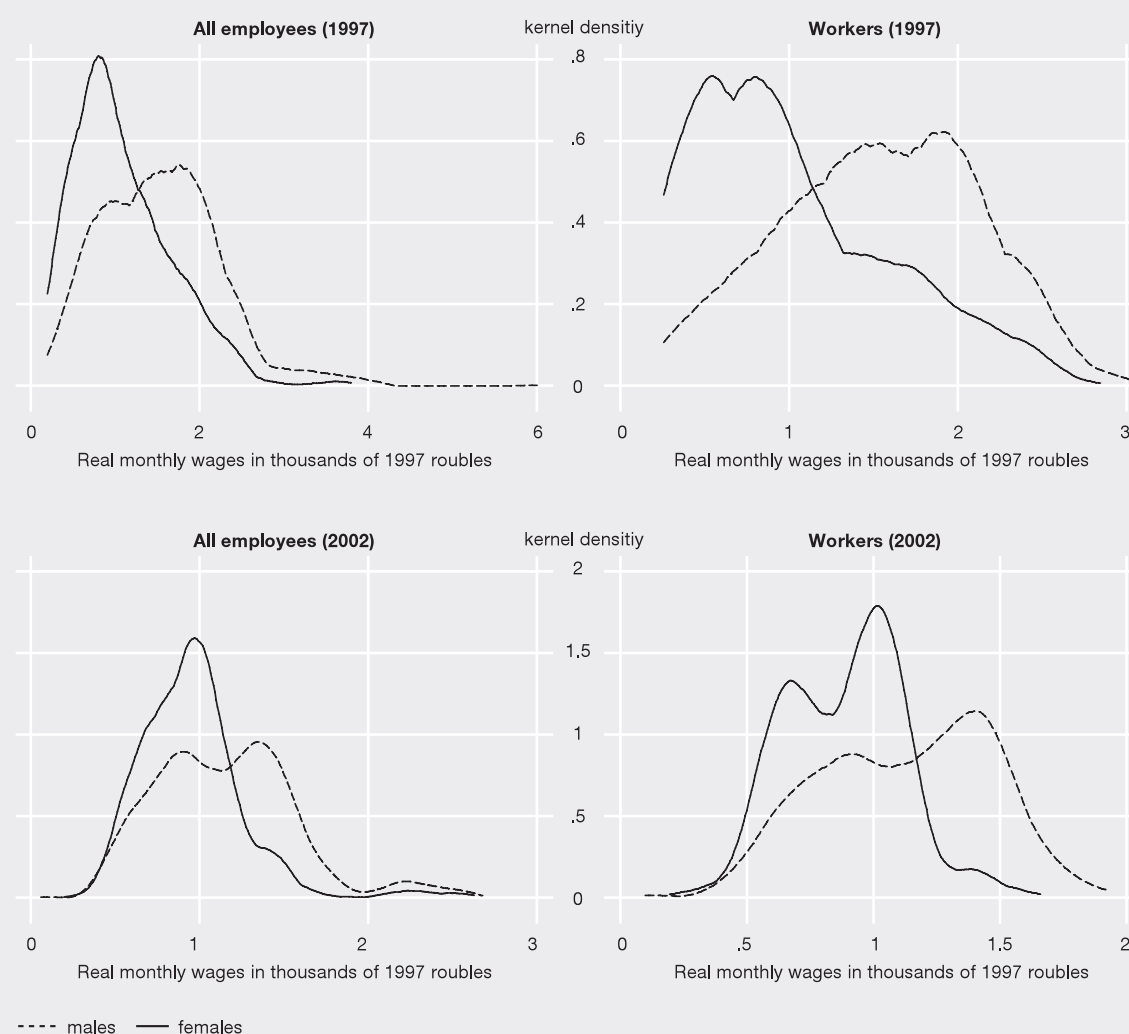 All employees (1997)
kernel densitiy
Workers (1997)
.8
.6
.4
.2
0
0 2 4 6
0 1 2 3
Real monthly wages in thousands of 1997 roubles
Real monthly wages in thousands of 1997 roubles
All employees (2002)
kernel densitiy
Workers (2002)
2
1.5
1
.5
0
0 1 2 3
0 .5 1 1.5 2
Real monthly wages in thousands of 1997 roubles
Real monthly wages in thousands of 1997 roubles
males females